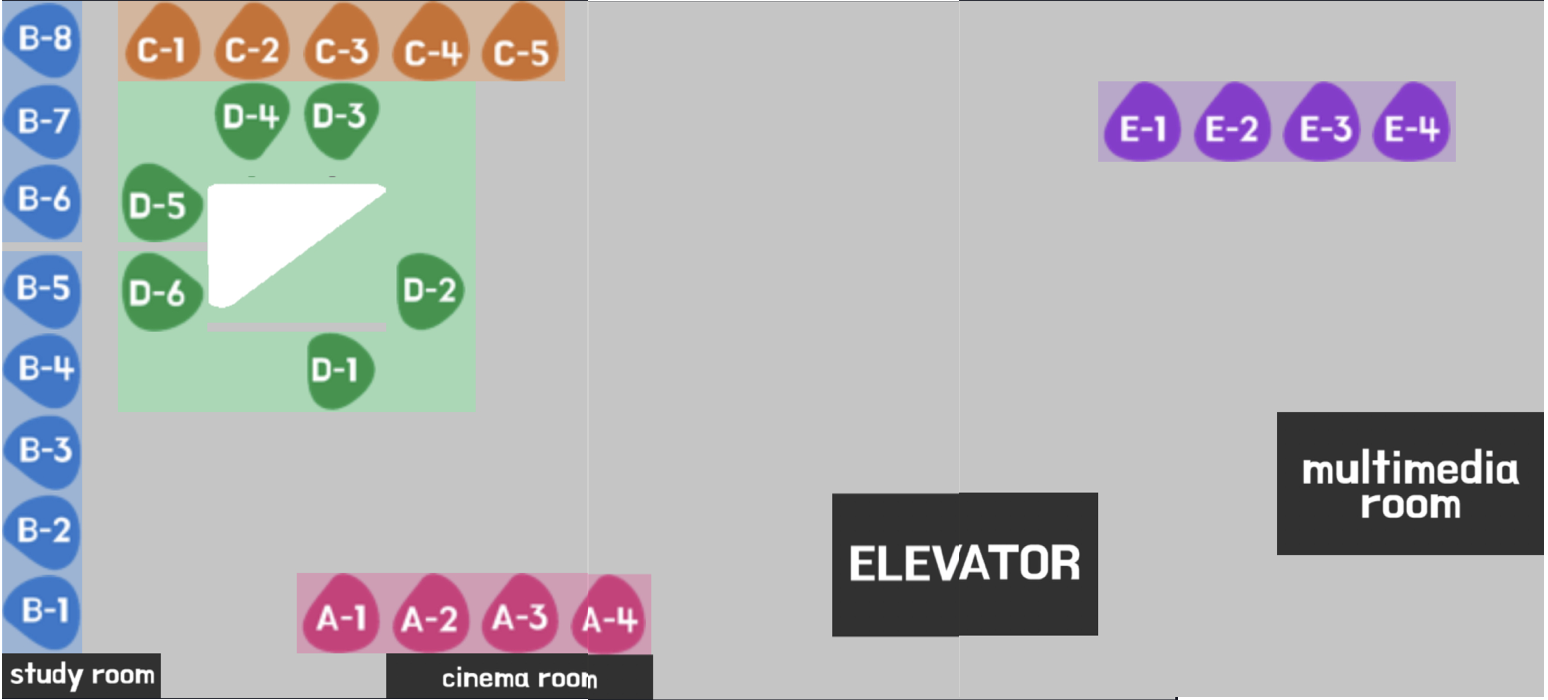 B-8
C-1 C-2 C-3 C-4 C-5
B-7
D-4 D-3
E-1 E-2 E-3 E-4
B-6
D-5
B-5
D-6
D-2
B-4
D-1
B-3
multimedia
room
B-2
ELEVATOR
B-1
A-1 A-2 A-3 A-4
study room
cinema room